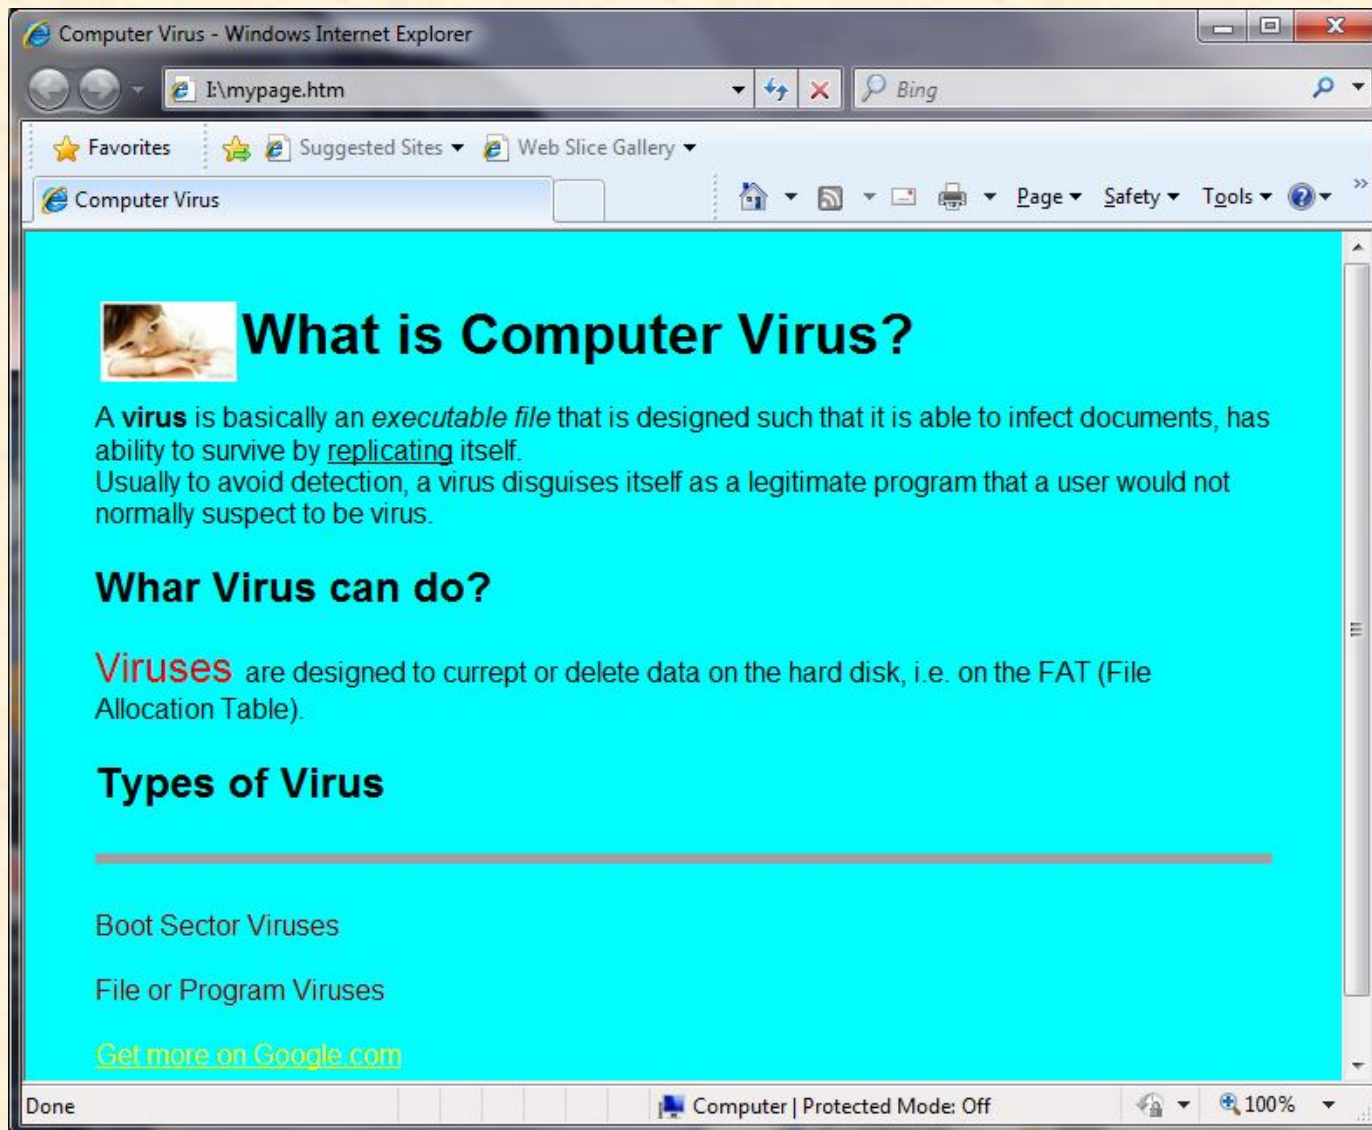 Computer Virus - Windows Internet Explorer
I:\mypage.htm
Bing
Favorites
Suggested Sites
Web Slice Gallery
Computer Virus
Page
Safety
Tools
What is Computer Virus?
A virus is basically an executable file that is designed such that it is able to infect documents, has
ability to survive by replicating itself.
Usually to avoid detection, a virus disguises itself as a legitimate program that a user would not
normally suspect to be virus.
Whar Virus can do?
Viruses are designed to currept or delete data on the hard disk, i.e. on the FAT (File
Allocation Table).
Types of Virus
Boot Sector Viruses
File or Program Viruses
Get more on Google.com
Done
Computer | Protected Mode: Off
100%